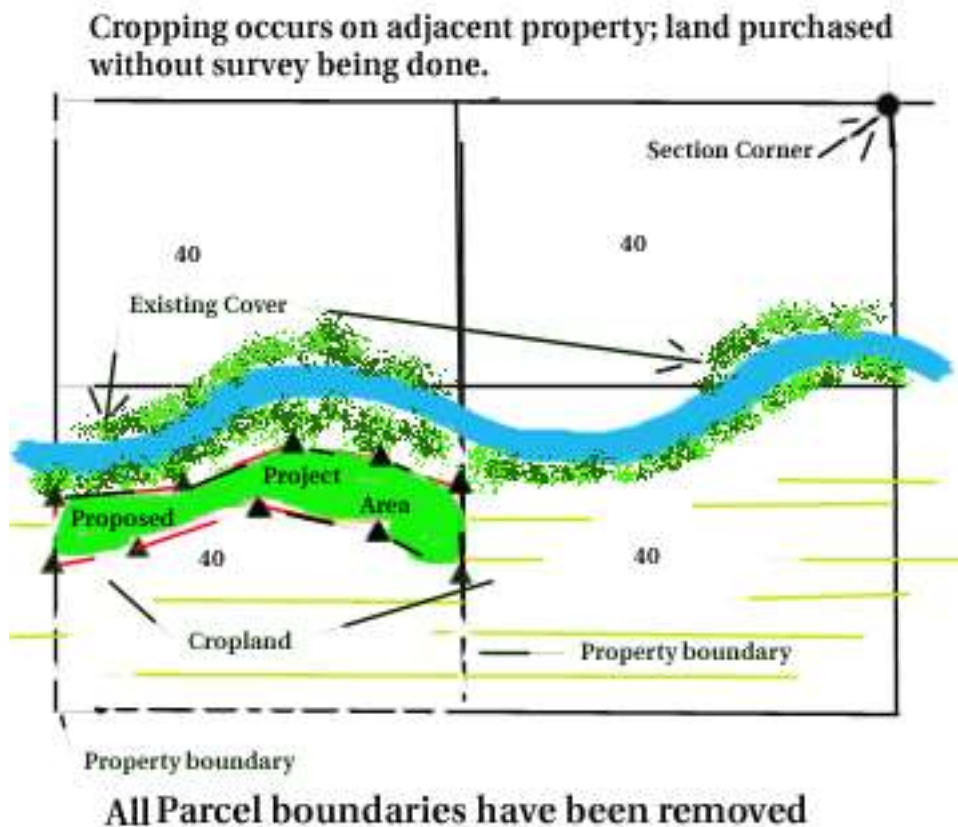 Cropping occurs on adjacent property; land purchased
without survey being done.
Section Corner
40
40
Existing Cover
Project
Area
Proposed
40
40
Cropland
Property boundary
Property boundary
All Parcel boundaries have been removed